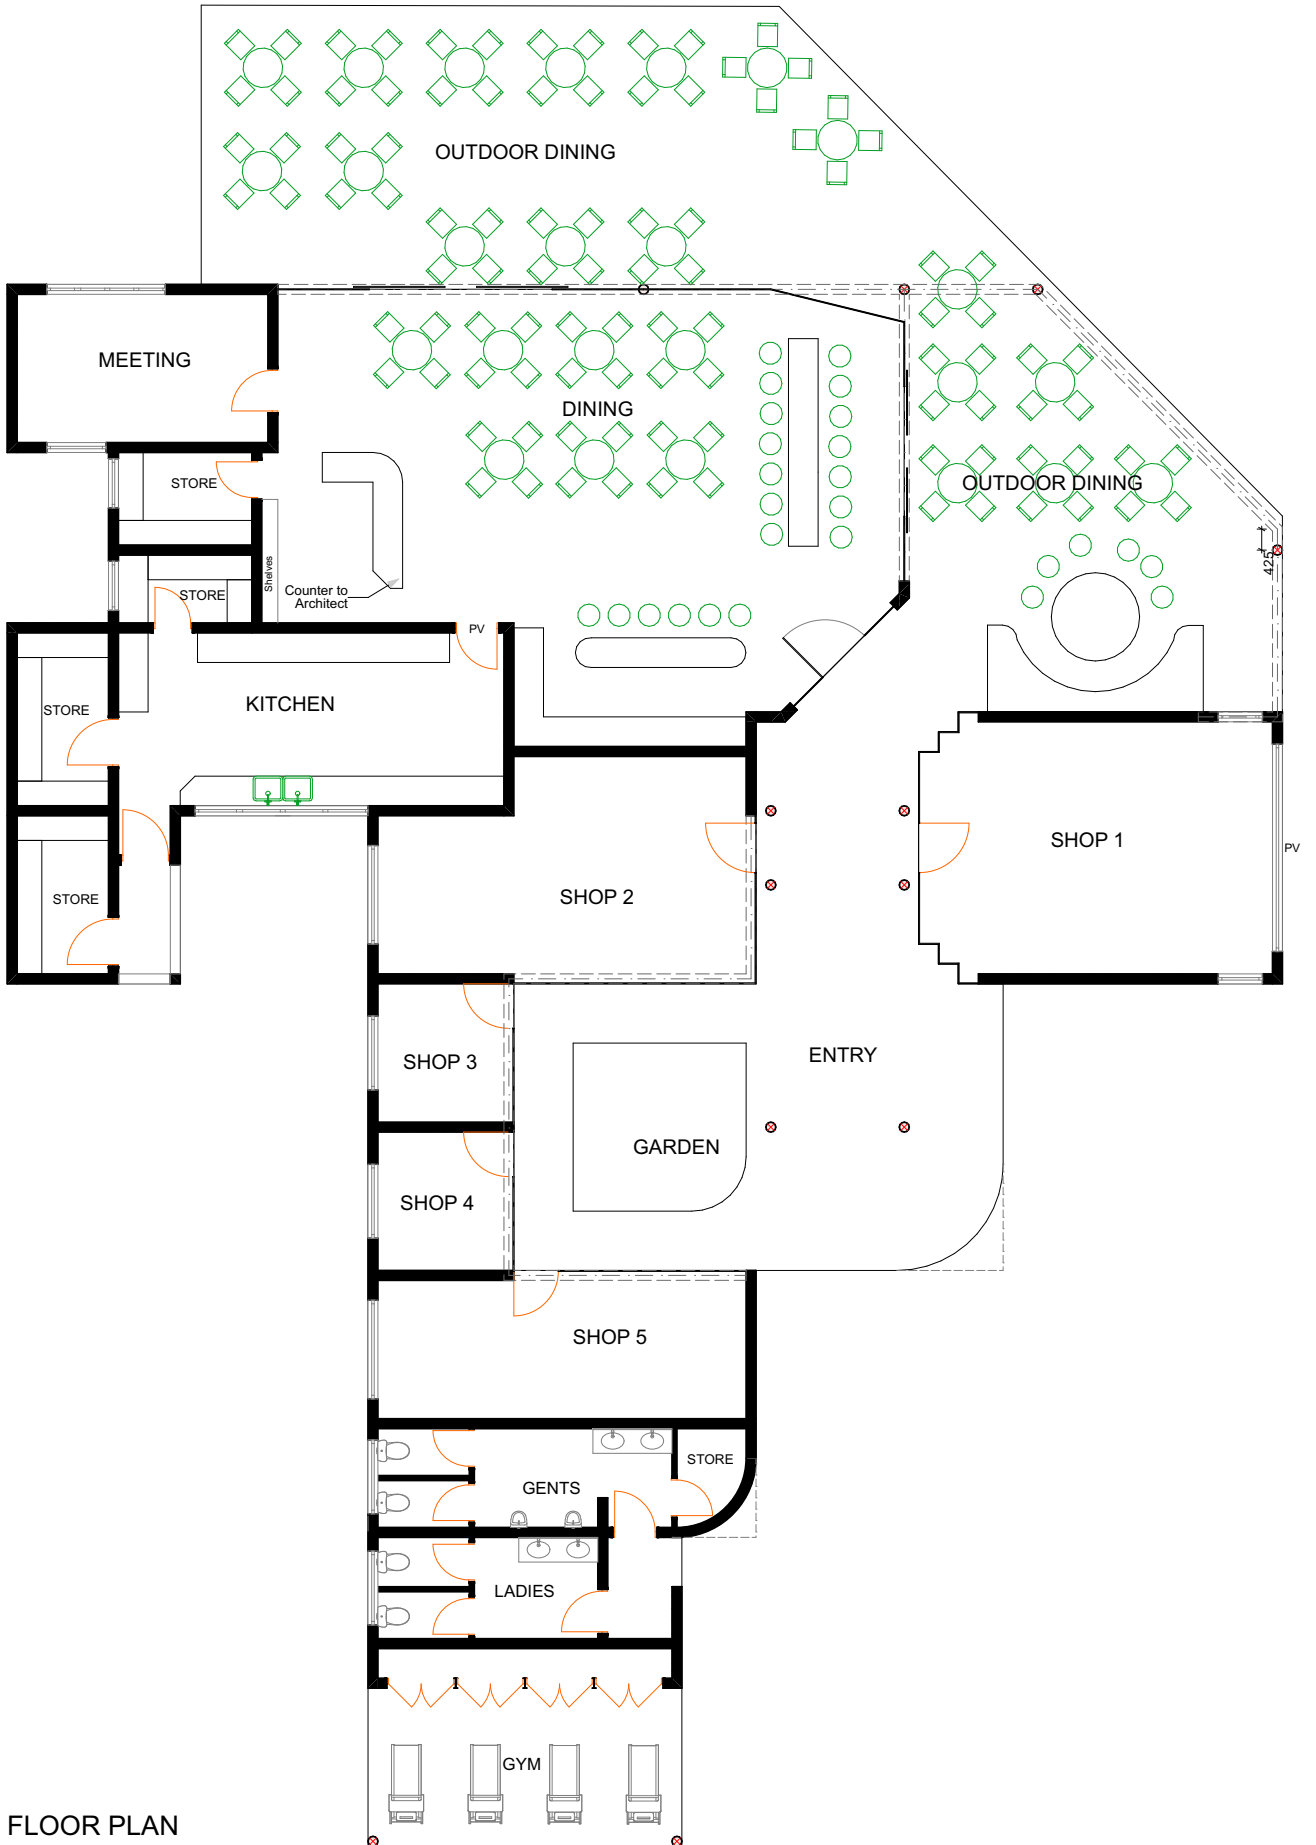 OUTDOOR DINING
MEETING
DINING
STORE
OUTDOOR DINING
Shelves
425
Counter to
Architect
STORE
PV
KITCHEN
STORE
SHOP 1
PV
SHOP 2
STORE
ENTRY
SHOP 3
GARDEN
SHOP 4
SHOP 5
STORE
GENTS
LADIES
GYM
FLOOR PLAN